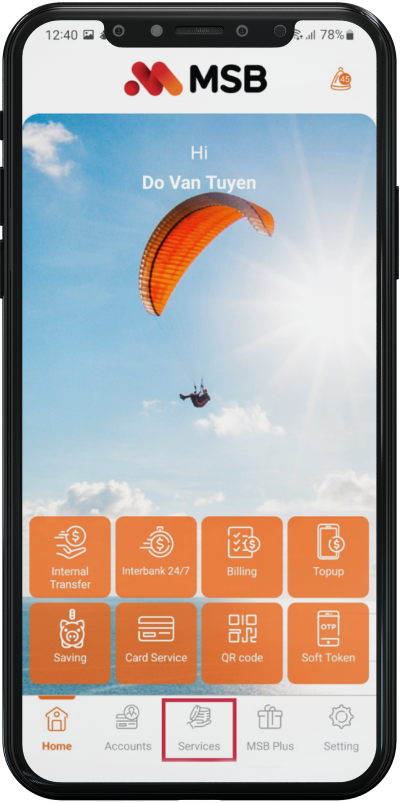 12:40
78%
MSB
45
Hi
Do Van Tuyen
Internal
Transfer
Interbank 24/7
Billing
Topup
Saving
Card Service
QR code
OTP
Soft Token
Home
Accounts
Services
MSB Plus
Setting